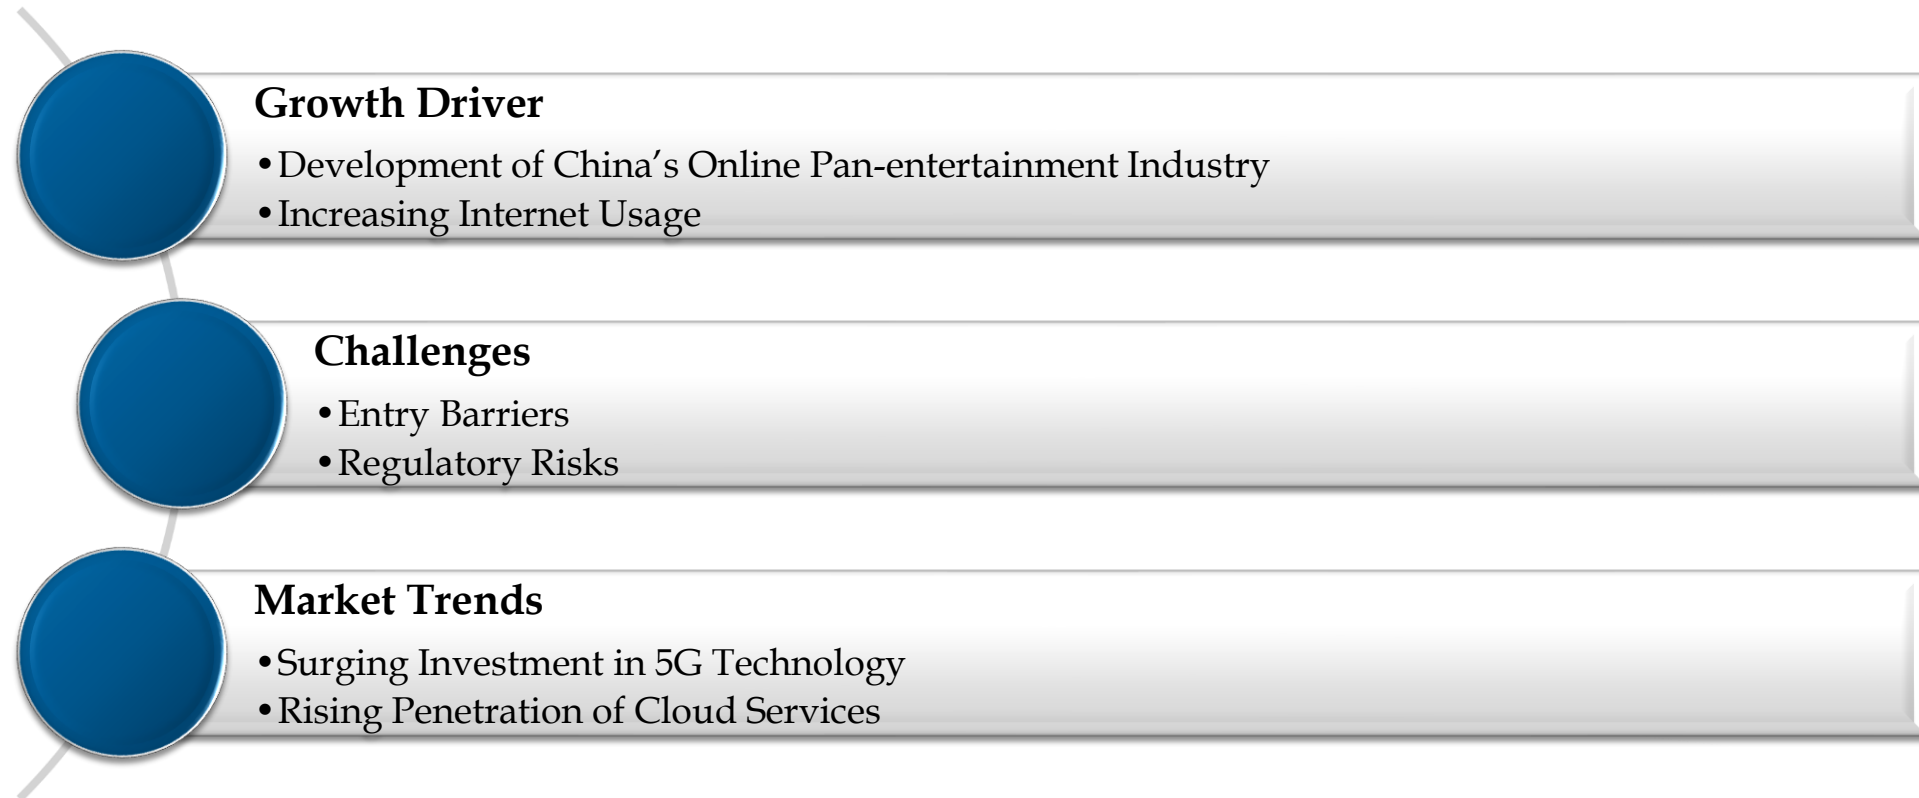 Growth Driver
•Development of China’s Online Pan-entertainment Industry
•Increasing Internet Usage
Challenges
•Entry Barriers
•Regulatory Risks
Market Trends
•Surging Investment in 5G Technology
•Rising Penetration of Cloud Services